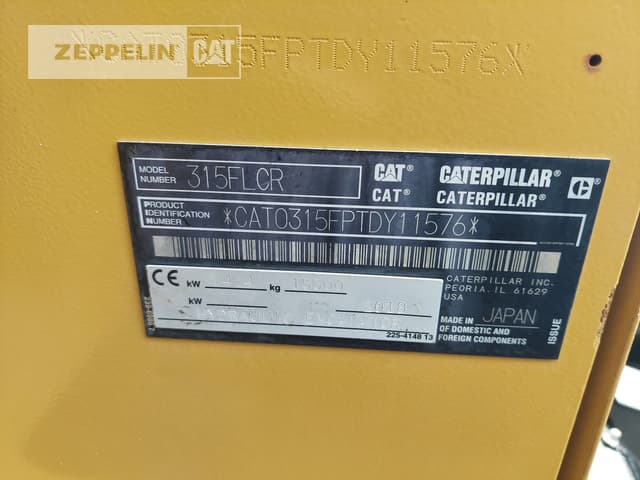 ZEPPELIN CAT
CAT0315FPTDY11576X
MODEL NUMBER 315FLCR
CAT® CATERPILLAR®
CAT® CATERPILLAR®
PRODUCT IDENTIFICATION NUMBER *CAT0315FPTDY11576*
CE kW kg
kW
225-4148 13
CATERPILLAR INC.
PEORIA, IL 61629
USA
MADE IN JAPAN
OF DOMESTIC AND
FOREIGN COMPONENTS
ISSUE